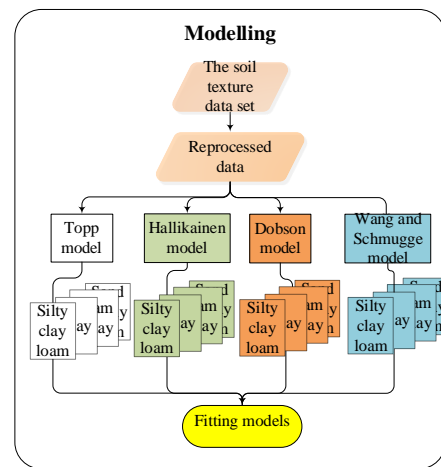 Modelling
The soil
texture
data set
Reprocessed
data
Topp
model
Hallikainen
model
Dobson
model
Wang and
Schmugge
model
Silty
clay
loam
Silty
clay
loam
Silty
clay
loam
Silty
clay
loam
Fitting models